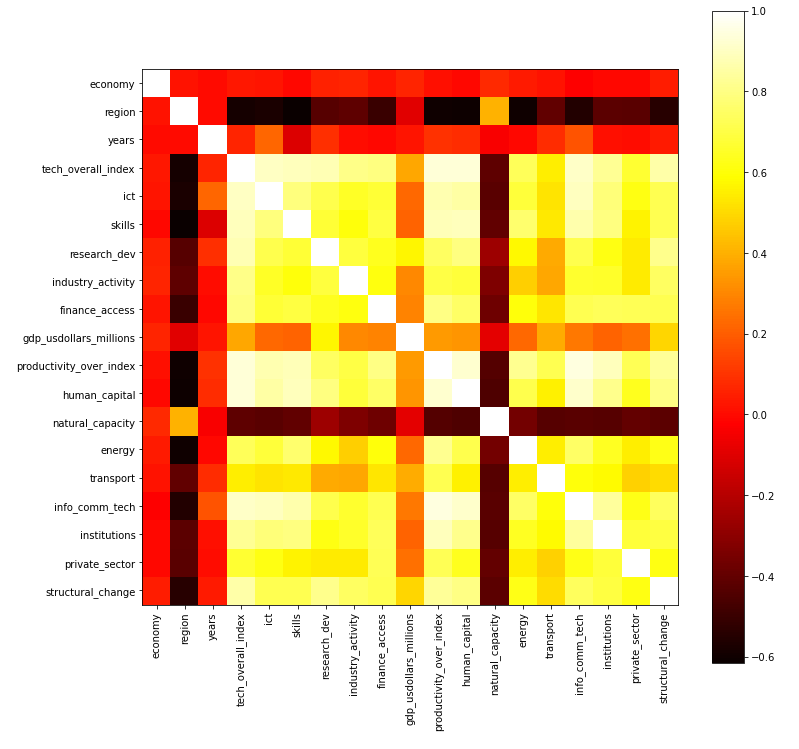 economy
region
years
tech_overall_index
ict
skills
research_dev
industry_activity
finance_access
gdp_usdollars_millions
productivity_over_index
human_capital
natural_capacity
energy
transport
info_comm_tech
institutions
private_sector
structural_change
economy
region
years
tech_overall_index
ict
skills
research_dev
industry_activity
finance_access
gdp_usdollars_millions
productivity_over_index
human_capital
natural_capacity
energy
transport
info_comm_tech
institutions
private_sector
structural_change
1.0
0.8
0.6
0.4
0.2
0.0
−0.2
−0.4
−0.6